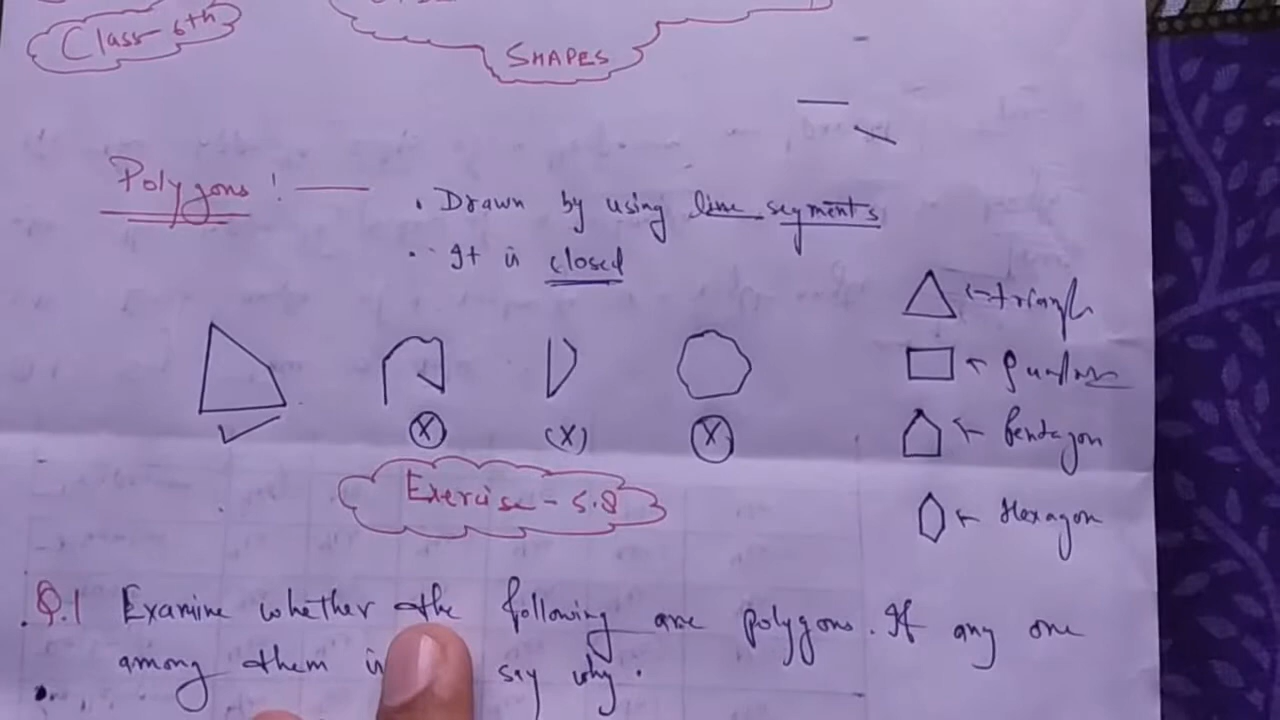 Class-6th
SHAPES
Polygons :—
• Drawn by using line segments
• It is closed
← triangle
←
← Pentagon
← Hexagon
(X)
Exercise - 5.8
Q.1 Examine whether the following are polygons. If any one
among them is say why.